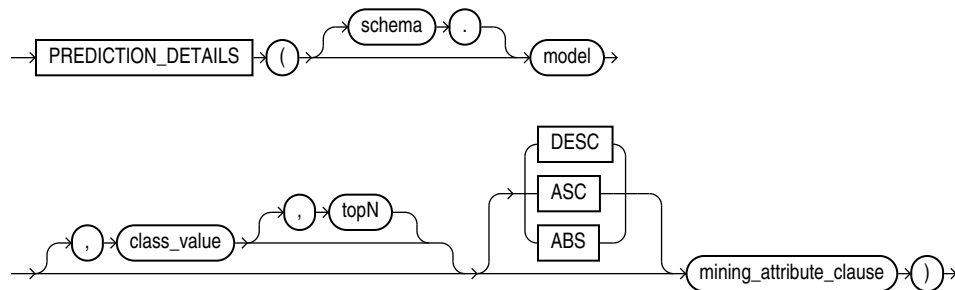 schema .
PREDICTION_DETAILS ( model
DESC
, topN ASC
, class_value ABS
mining_attribute_clause )